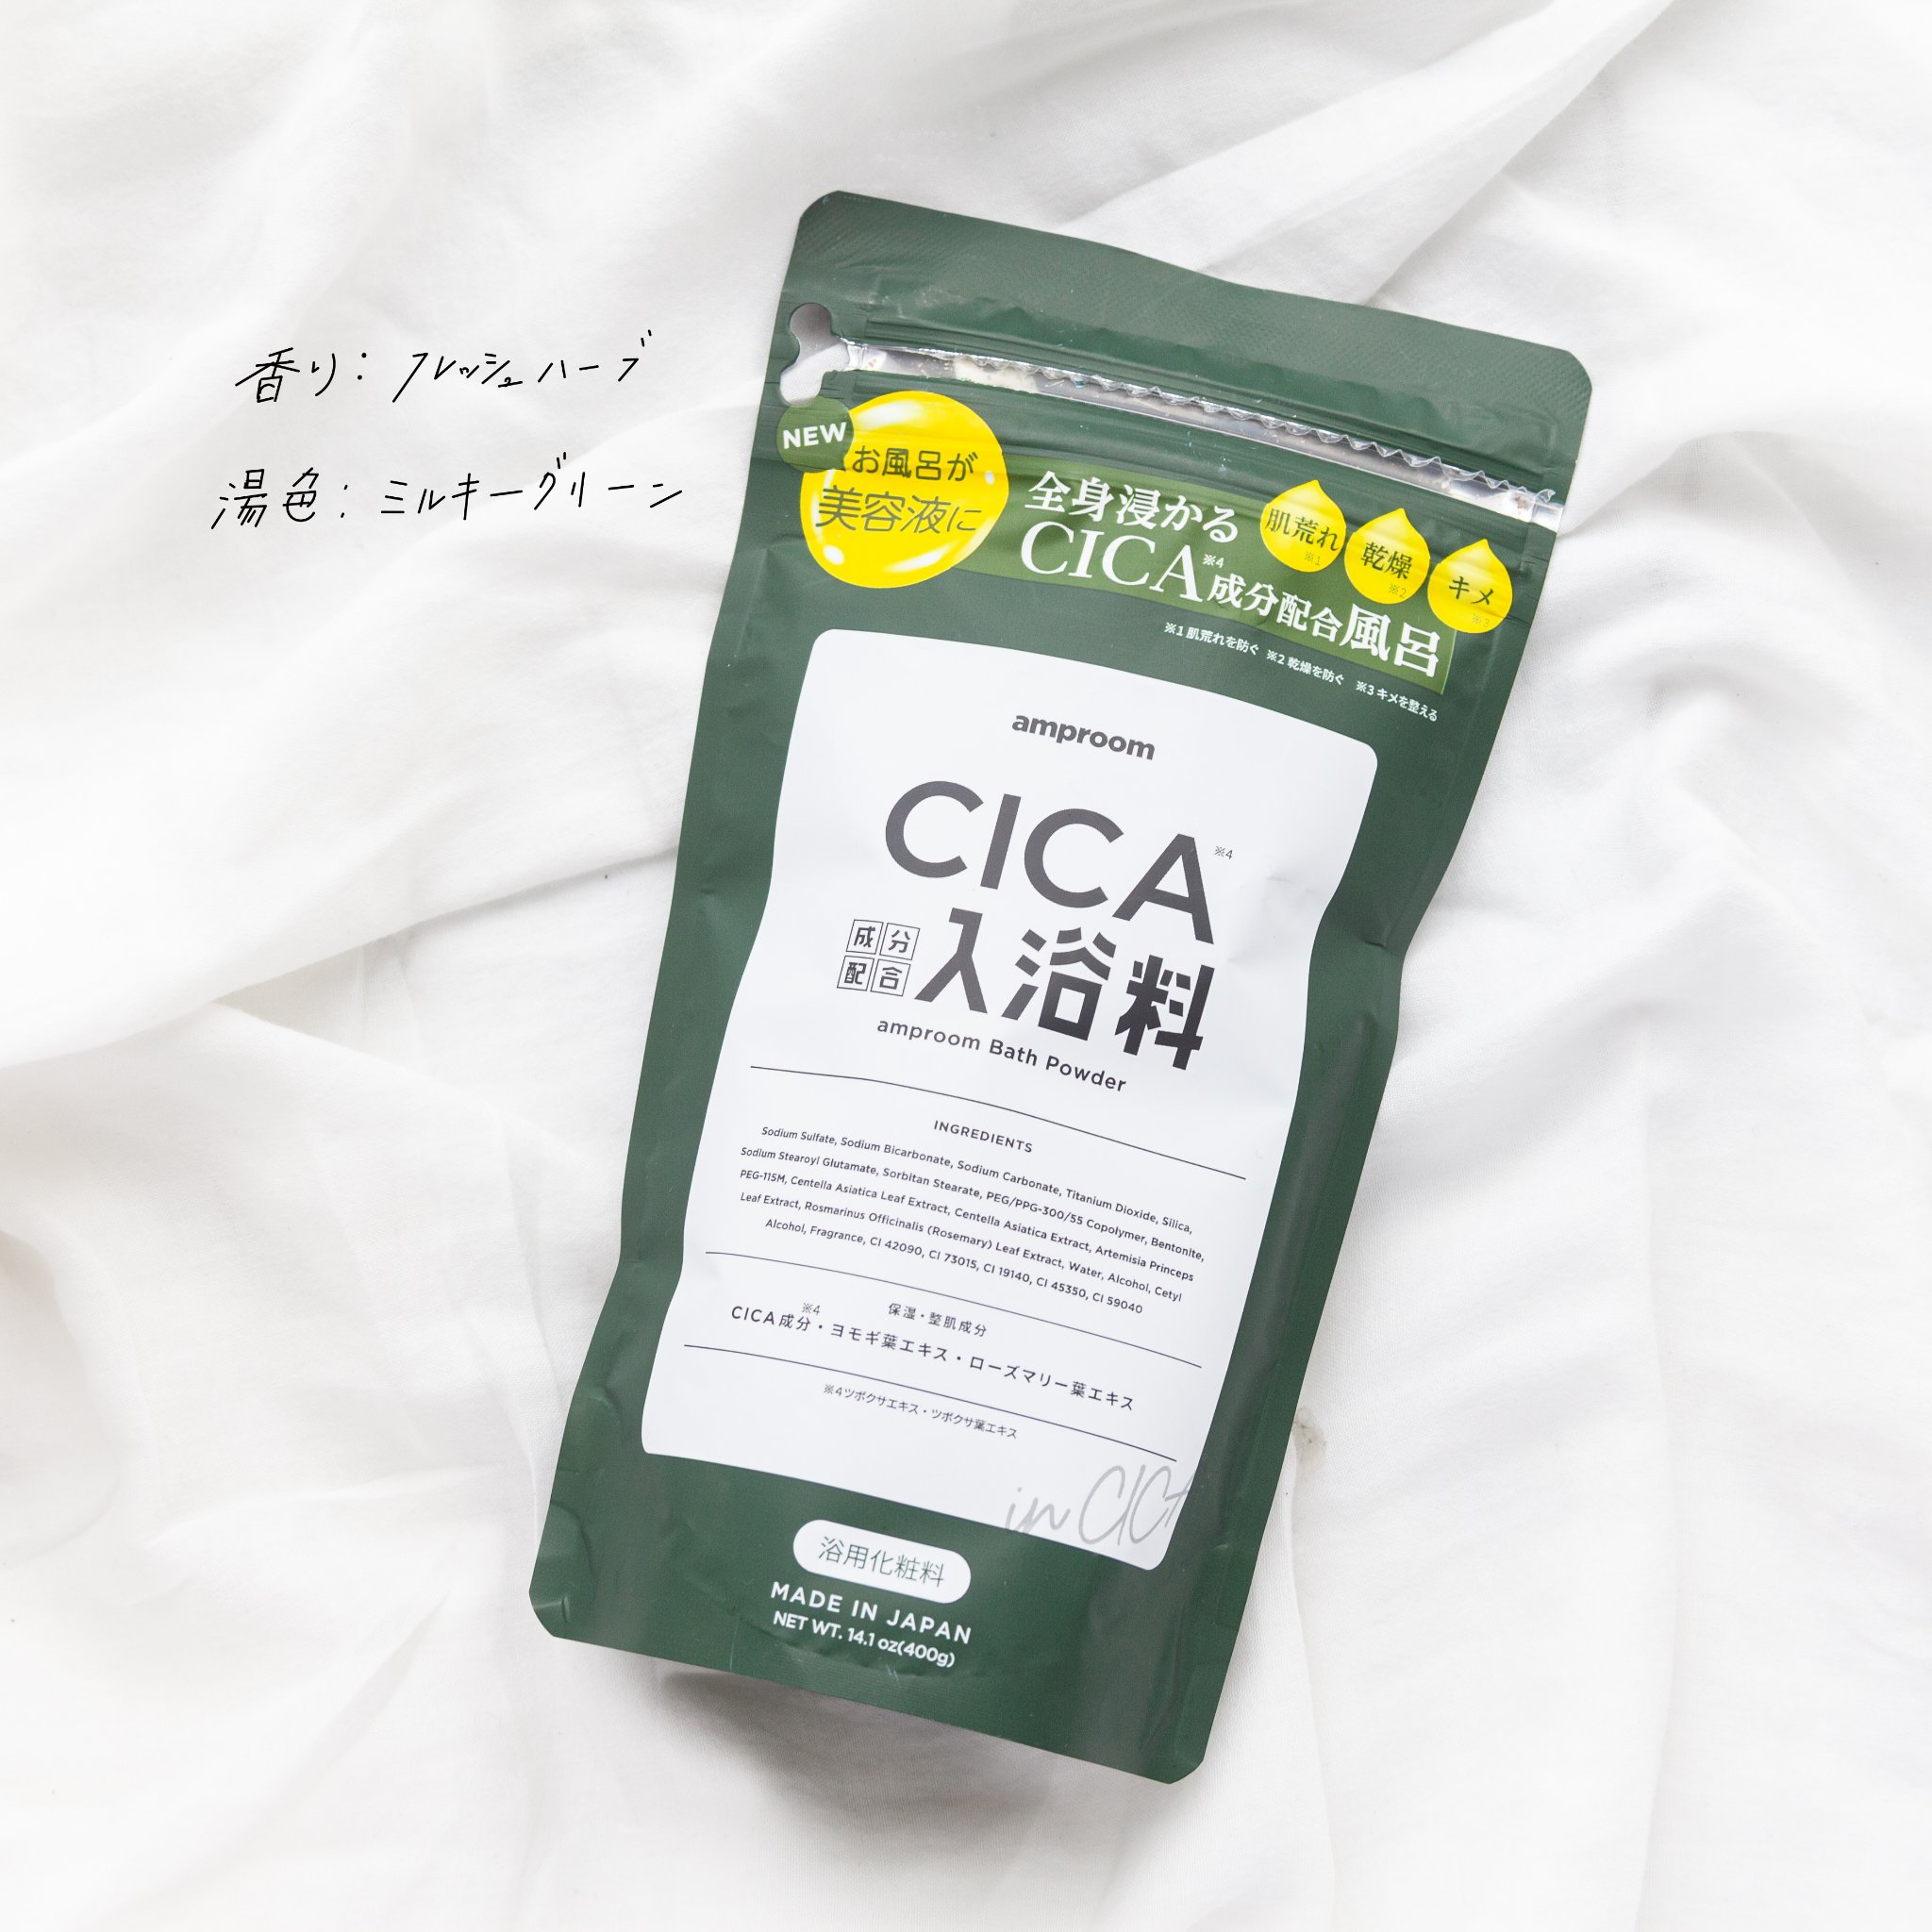 香り：フレッシュハーブ
湯色：ミルキーグリーン
NEW
お風呂が
美容液に
全身浸かる
CICA※4成分配合風呂
肌荒れ※1
乾燥※2
キメ※3
※1 肌荒れを防ぐ ※2 乾燥を防ぐ ※3 キメを整える
amproom
CICA※4
成分
配合
入浴料
amproom Bath Powder
INGREDIENTS
Sodium Sulfate, Sodium Bicarbonate, Sodium Carbonate, Titanium Dioxide, Silica,
Sodium Stearoyl Glutamate, Sorbitan Stearate, PEG/PPG-300/55 Copolymer, Bentonite,
PEG-115M, Centella Asiatica Leaf Extract, Centella Asiatica Extract, Artemisia Princeps
Leaf Extract, Rosmarinus Officinalis (Rosemary) Leaf Extract, Water, Alcohol, Cetyl
Alcohol, Fragrance, CI 42090, CI 73015, CI 19140, CI 45350, CI 59040
保湿・整肌成分
CICA成分※4・ヨモギ葉エキス・ローズマリー葉エキス
※4ツボクサエキス・ツボクサ葉エキス
in CICA
浴用化粧料
MADE IN JAPAN
NET WT. 14.1 oz(400g)